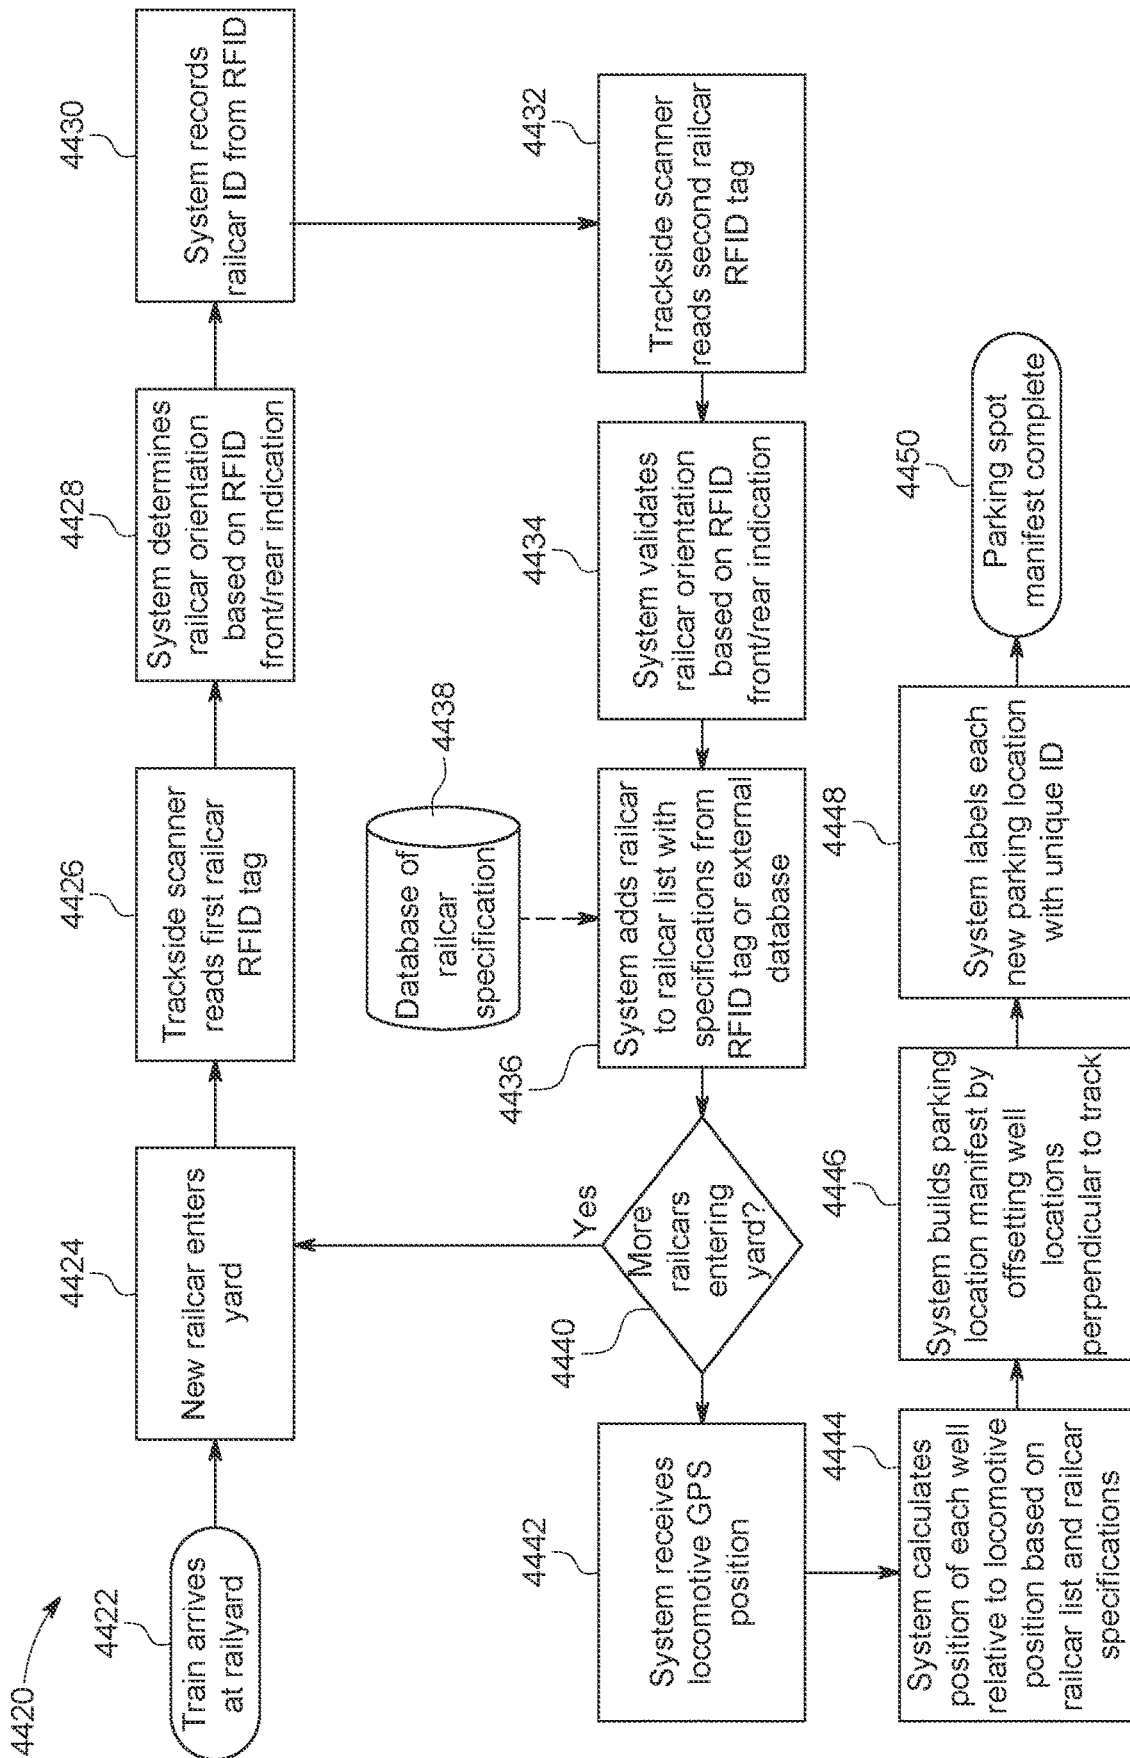 4420
4422
Train arrives
at railyard
4424
New railcar enters
yard
4426
Trackside scanner
reads first railcar
RFID tag
4428
System determines
railcar orientation
based on RFID
front/rear indication
4430
System records
railcar ID from RFID
4432
Trackside scanner
reads second railcar
RFID tag
4434
System validates
railcar orientation
based on RFID
front/rear indication
4438
Database of
railcar
specification
4436
System adds railcar
to railcar list with
specifications from
RFID tag or external
database
4440
More
railcars
entering
yard?
Yes
4442
System receives
locomotive GPS
position
4444
System calculates
position of each well
relative to locomotive
position based on
railcar list and railcar
specifications
4446
System builds parking
location manifest by
offsetting well
locations
perpendicular to track
4448
System labels each
new parking location
with unique ID
4450
Parking spot
manifest complete